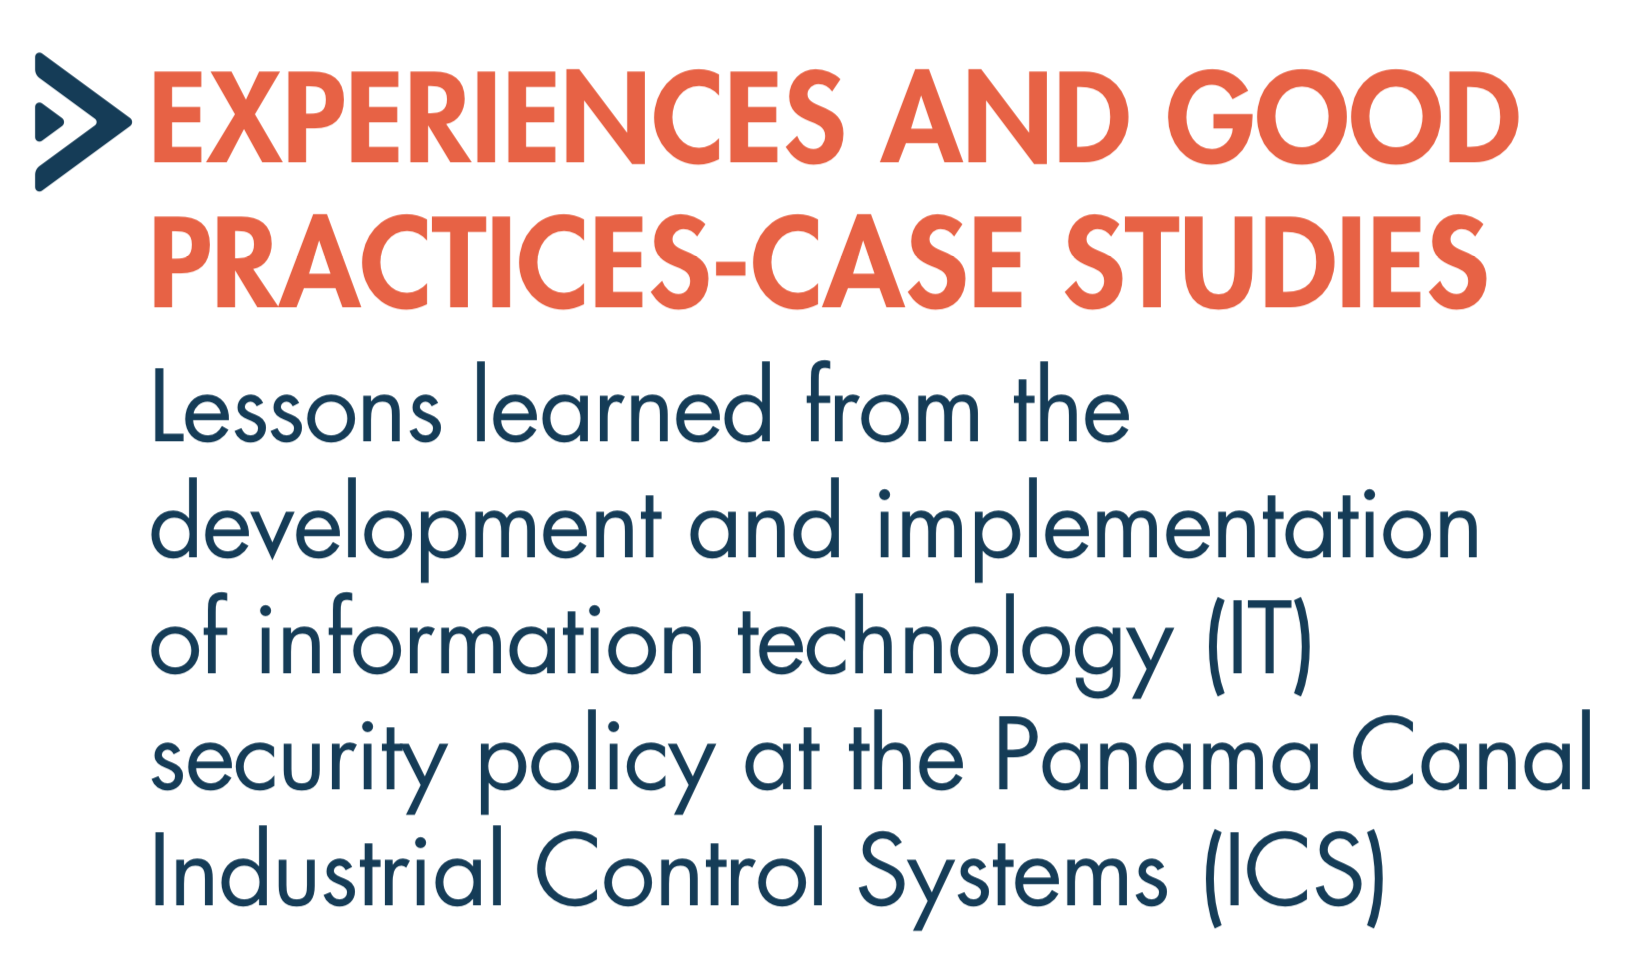 EXPERIENCES AND GOOD
PRACTICES-CASE STUDIES
Lessons learned from the
development and implementation
of information technology (IT)
security policy at the Panama Canal
Industrial Control Systems (ICS)